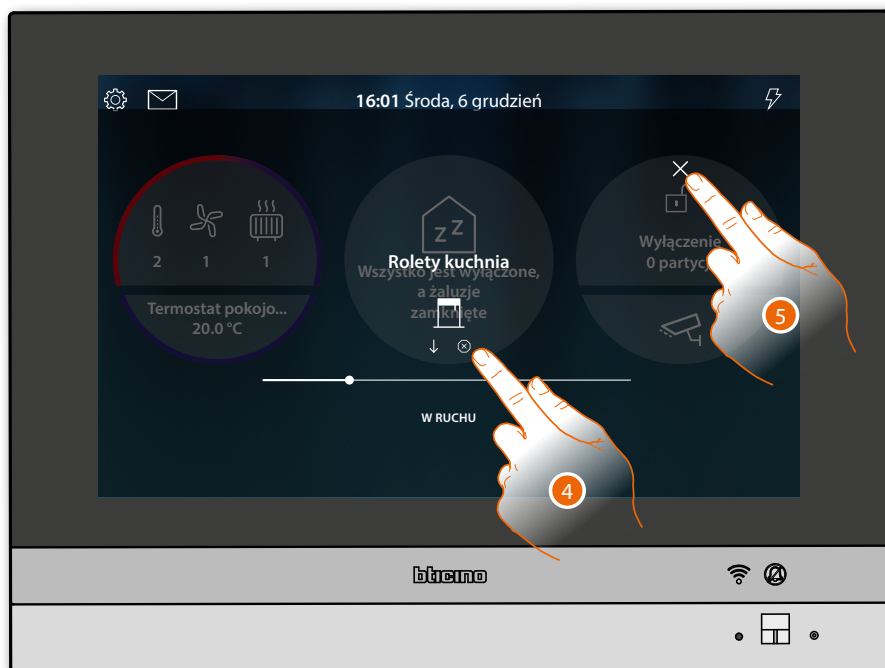 16:01 Środa, 6 grudzień
2 1 1
Termostat pokojo...
20.0 °C
Z Z
Rolety kuchnia
Wszystko jest wyłączone,
a żaluzje
zamknięte
W RUCHU
Wyłączenie
0 partycj
4
5
bticino